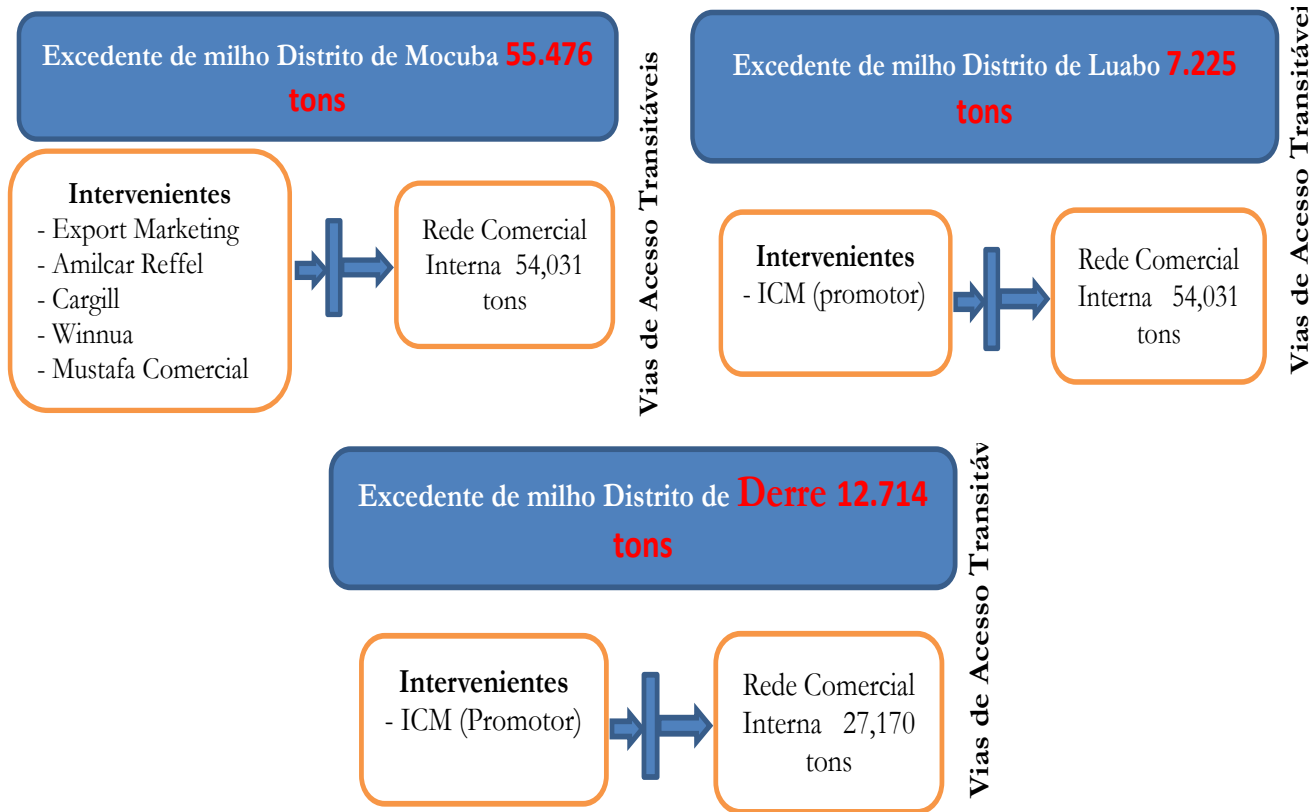 Excedente de milho Distrito de Mocuba 55.476
tons
Intervenientes
- Export Marketing
- Amilcar Reffel
- Cargill
- Winnua
- Mustafa Comercial
Rede Comercial
Interna 54,031
tons
Vias de Acesso Transitáveis
Excedente de milho Distrito de Luabo 7.225
tons
Intervenientes
- ICM (promotor)
Rede Comercial
Interna 54,031
tons
Vias de Acesso Transitávei
Excedente de milho Distrito de Derre 12.714
tons
Intervenientes
- ICM (Promotor)
Rede Comercial
Interna 27,170
tons
Vias de Acesso Transitáv